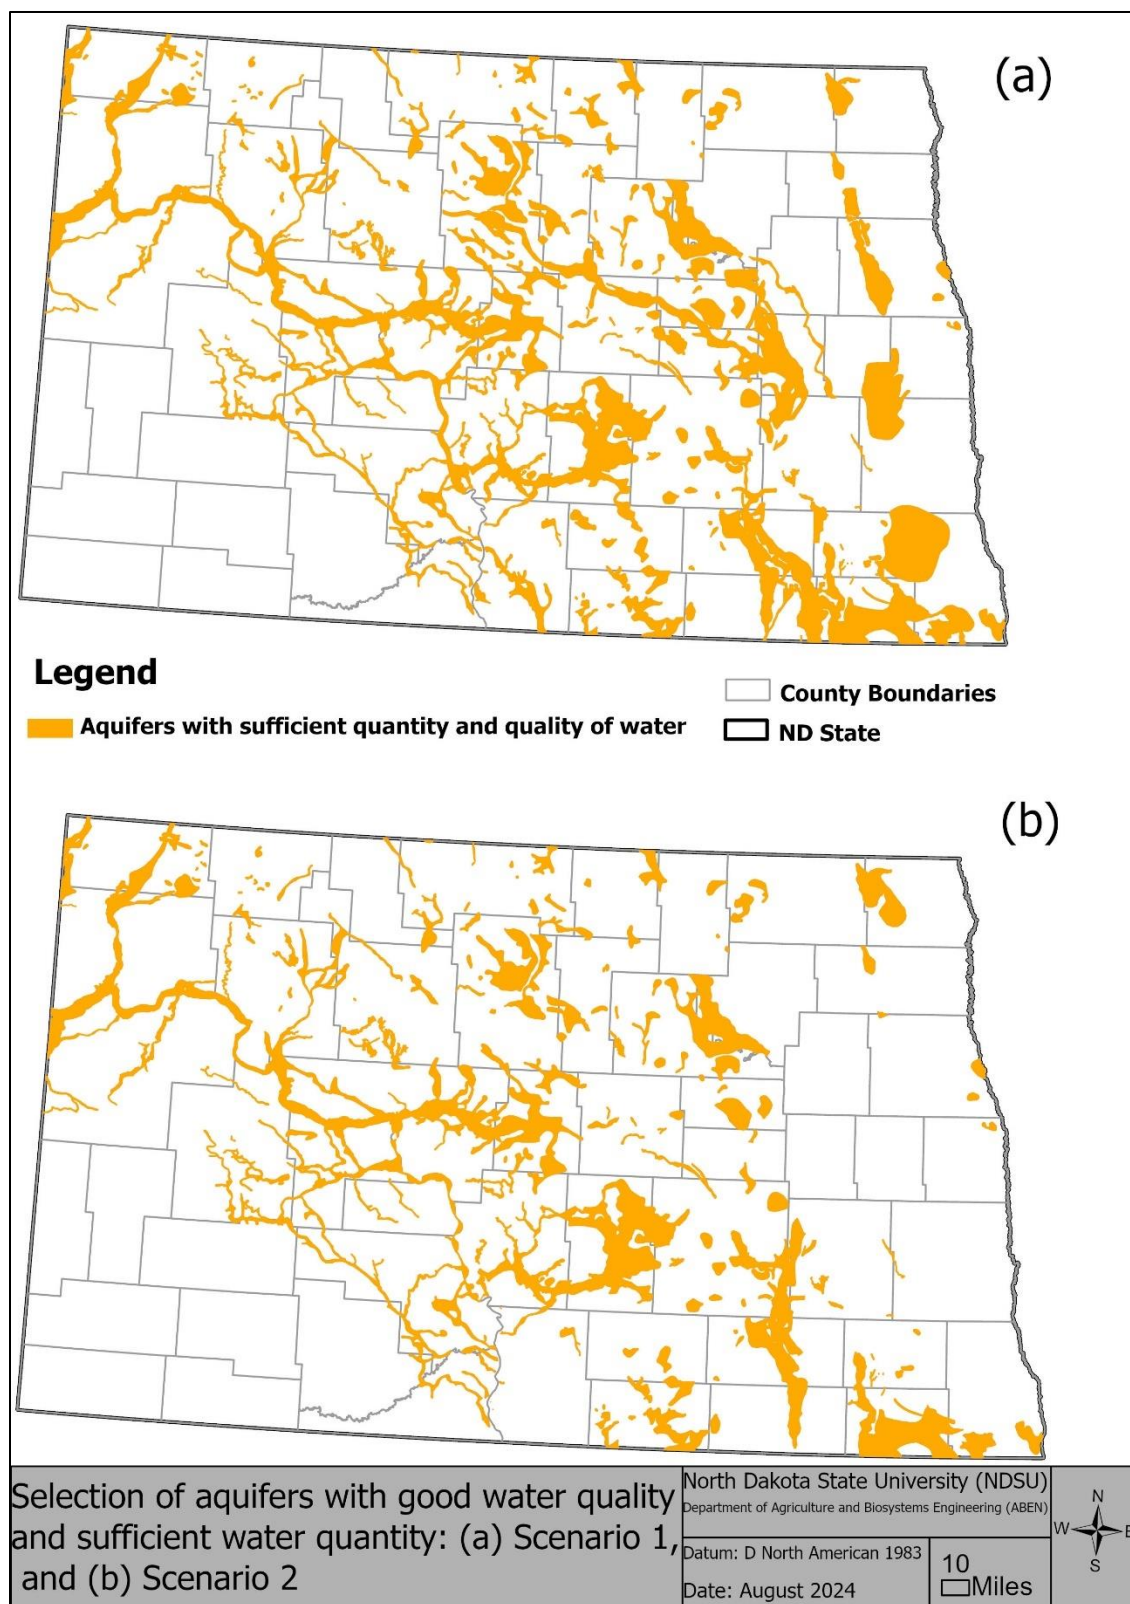 (a)
Legend
Aquifers with sufficient quantity and quality of water
County Boundaries
ND State
(b)
Selection of aquifers with good water quality
and sufficient water quantity: (a) Scenario 1,
and (b) Scenario 2
North Dakota State University (NDSU)
Department of Agriculture and Biosystems Engineering (ABEN)
Datum: D North American 1983
Date: August 2024
10
Miles
N
W
E
S